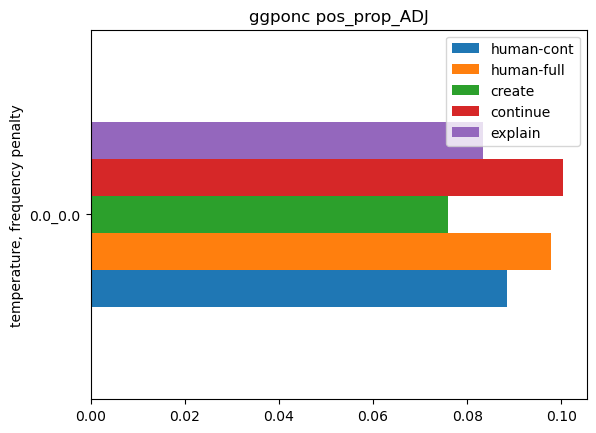 ggponc pos_prop_ADJ
human-cont
human-full
create
continue
explain
temperature, frequency penalty
0.0_0.0
0.00 0.02 0.04 0.06 0.08 0.10